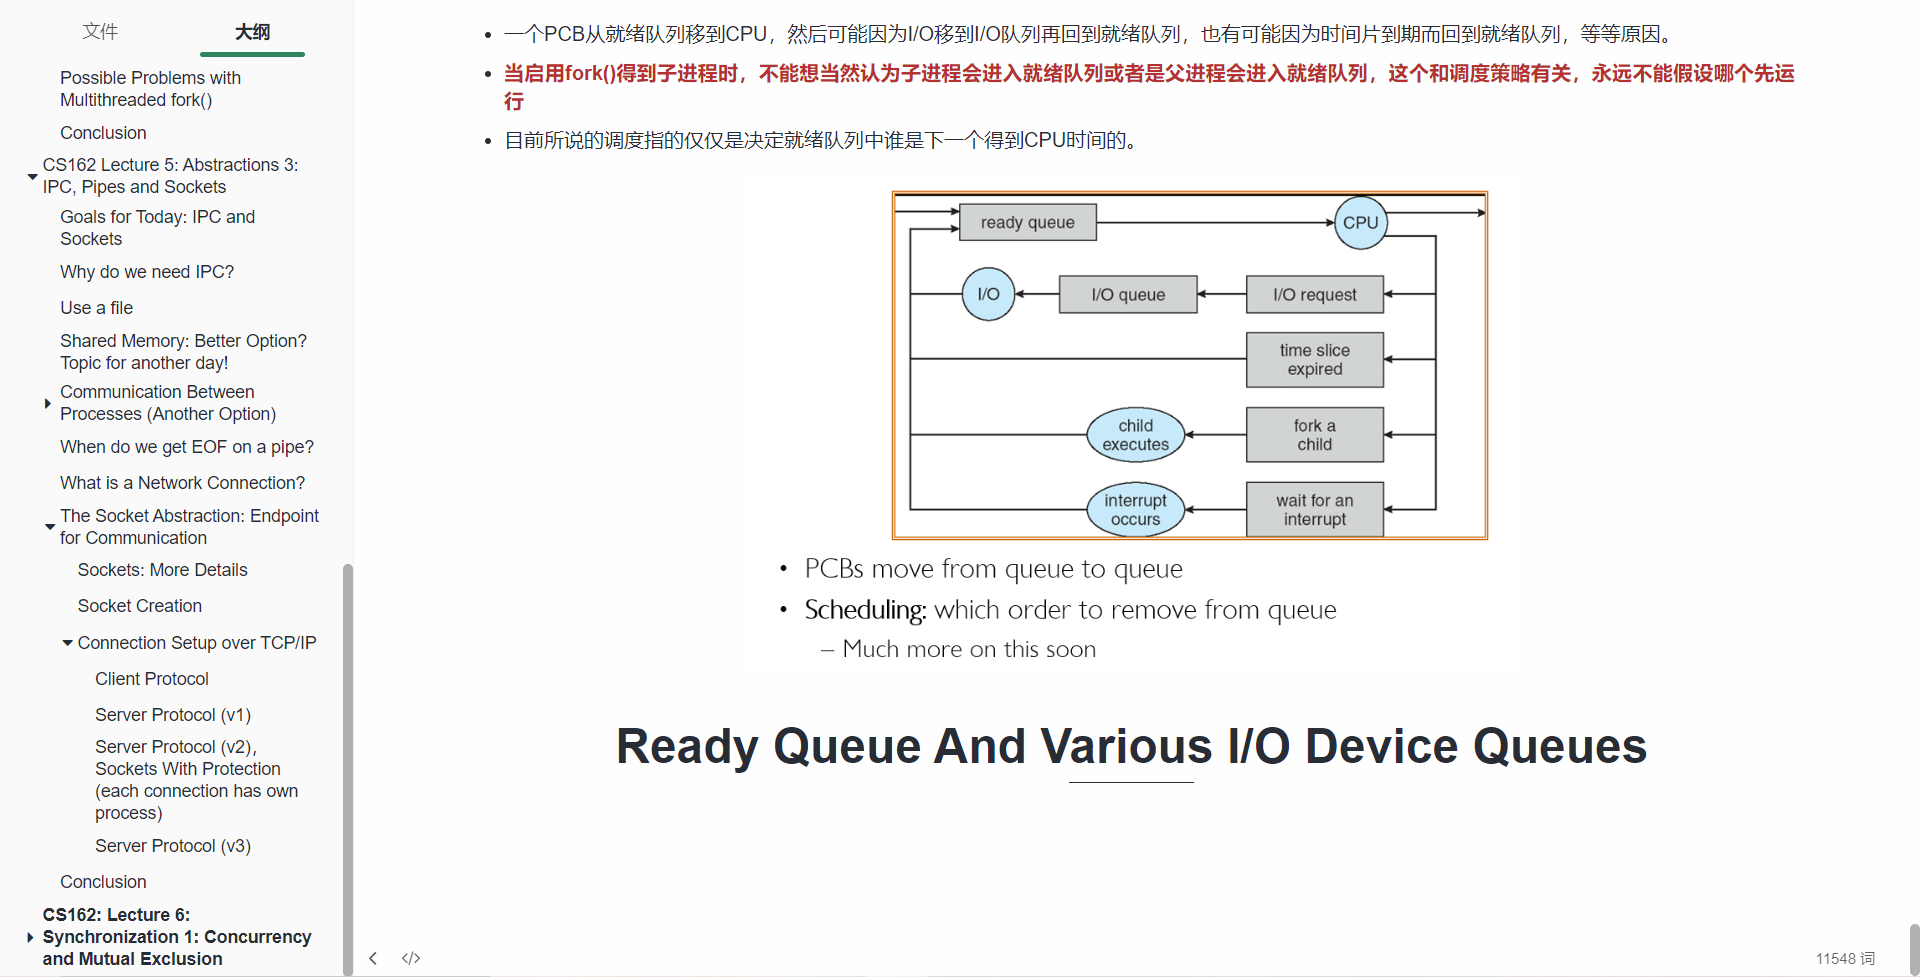 文件
大纲
Possible Problems with
Multithreaded fork()
Conclusion
CS162 Lecture 5: Abstractions 3:
IPC, Pipes and Sockets
Goals for Today: IPC and
Sockets
Why do we need IPC?
Use a file
Shared Memory: Better Option?
Topic for another day!
Communication Between
Processes (Another Option)
When do we get EOF on a pipe?
What is a Network Connection?
The Socket Abstraction: Endpoint
for Communication
Sockets: More Details
Socket Creation
Connection Setup over TCP/IP
Client Protocol
Server Protocol (v1)
Server Protocol (v2),
Sockets With Protection
(each connection has own
process)
Server Protocol (v3)
Conclusion
CS162: Lecture 6:
Synchronization 1: Concurrency
and Mutual Exclusion
• 一个PCB从就绪队列移到CPU，然后可能因为I/O移到I/O队列再回到就绪队列，也有可能因为时间片到期而回到就绪队列，等等原因。
• 当启用fork()得到子进程时，不能想当然认为子进程会进入就绪队列或者是父进程会进入就绪队列，这个和调度策略有关，永远不能假设哪个先运
行
• 目前所说的调度指的仅仅是决定就绪队列中谁是下一个得到CPU时间的。
ready queue
CPU
I/O
I/O queue
I/O request
time slice
expired
child
executes
fork a
child
interrupt
occurs
wait for an
interrupt
• PCBs move from queue to queue
• Scheduling: which order to remove from queue
– Much more on this soon
Ready Queue And Various I/O Device Queues
</>
11548 词